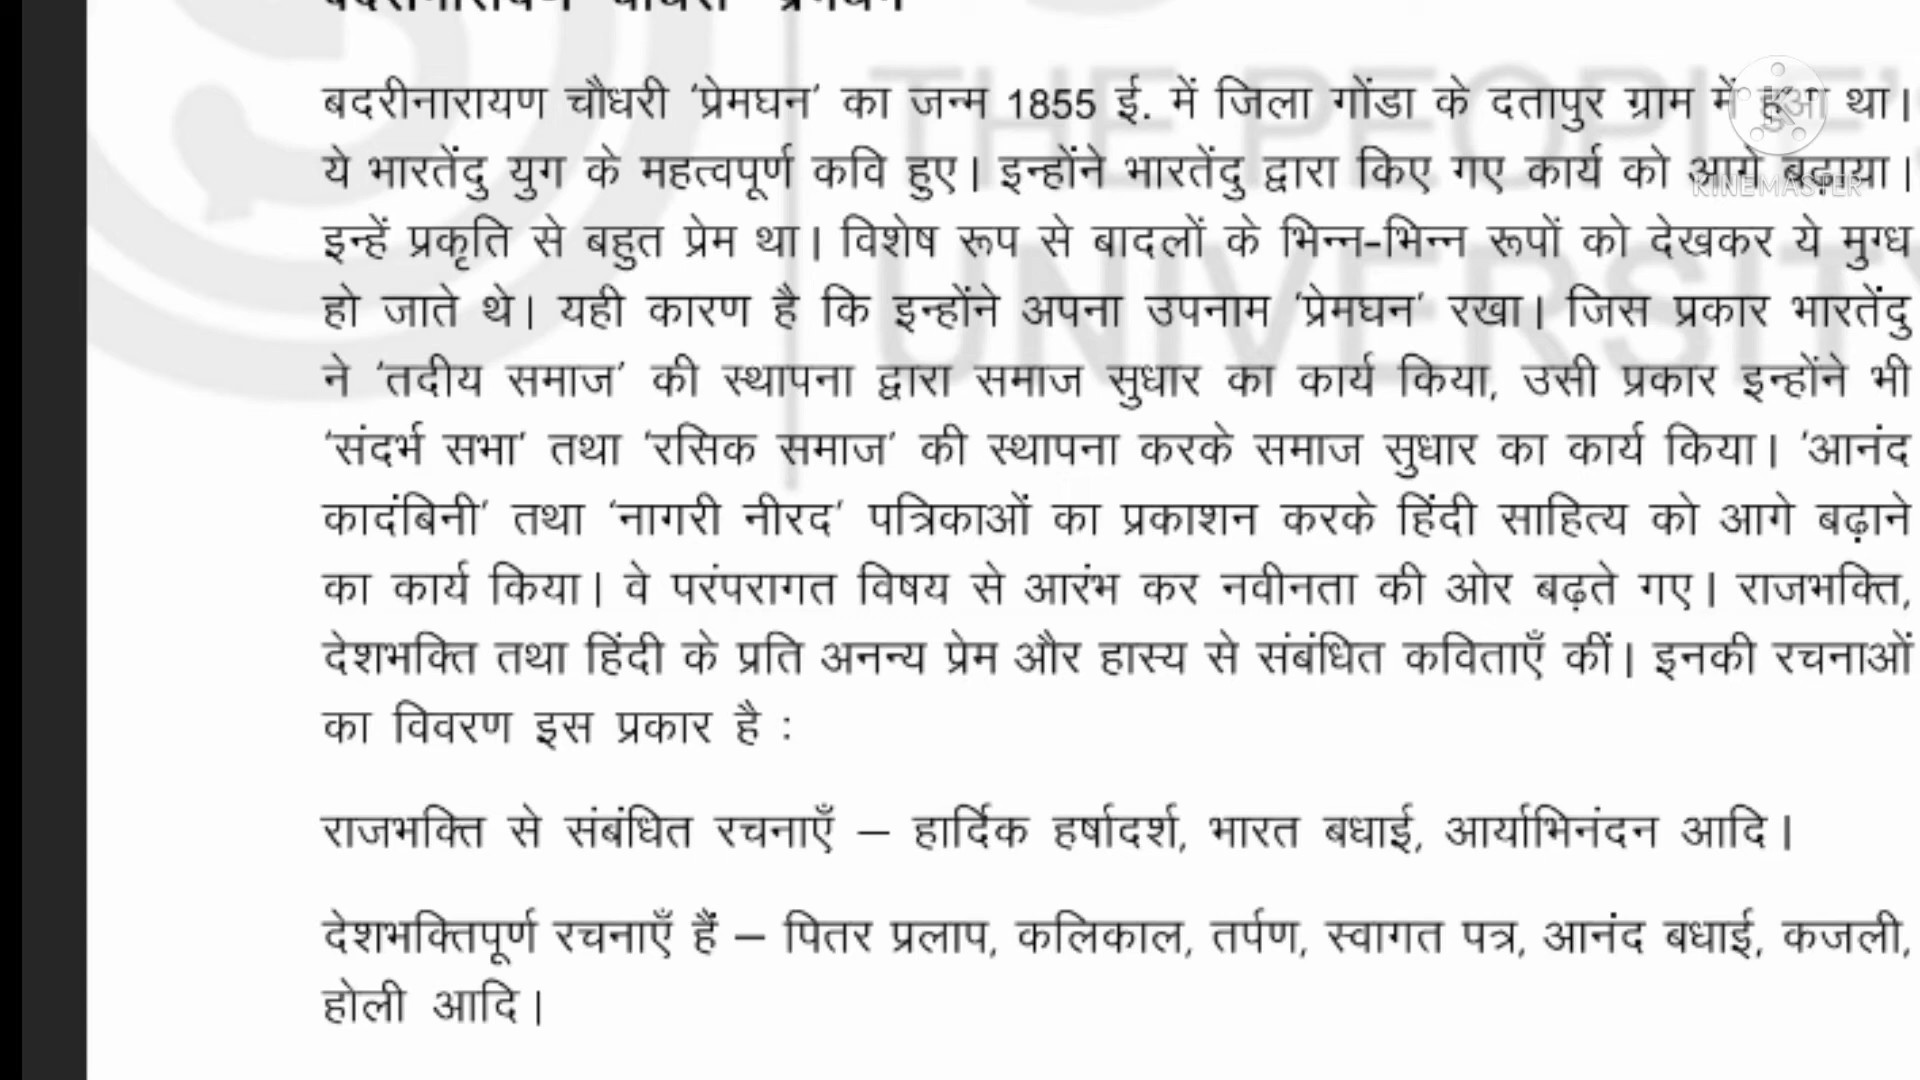 बदरीनारायण चौधरी 'प्रेमघन'
बदरीनारायण चौधरी 'प्रेमघन' का जन्म 1855 ई. में जिला गोंडा के दतापुर ग्राम में हुआ था।
ये भारतेंदु युग के महत्वपूर्ण कवि हुए। इन्होंने भारतेंदु द्वारा किए गए कार्य को आगे बढ़ाया।
इन्हें प्रकृति से बहुत प्रेम था। विशेष रूप से बादलों के भिन्न-भिन्न रूपों को देखकर ये मुग्ध
हो जाते थे। यही कारण है कि इन्होंने अपना उपनाम 'प्रेमघन' रखा। जिस प्रकार भारतेंदु
ने 'तदीय समाज' की स्थापना द्वारा समाज सुधार का कार्य किया, उसी प्रकार इन्होंने भी
'संदर्भ सभा' तथा 'रसिक समाज' की स्थापना करके समाज सुधार का कार्य किया। 'आनंद
कादंबिनी' तथा 'नागरी नीरद' पत्रिकाओं का प्रकाशन करके हिंदी साहित्य को आगे बढ़ाने
का कार्य किया। वे परंपरागत विषय से आरंभ कर नवीनता की ओर बढ़ते गए। राजभक्ति,
देशभक्ति तथा हिंदी के प्रति अनन्य प्रेम और हास्य से संबंधित कविताएँ कीं। इनकी रचनाओं
का विवरण इस प्रकार है :
राजभक्ति से संबंधित रचनाएँ – हार्दिक हर्षादर्श, भारत बधाई, आर्याभिनंदन आदि।
देशभक्तिपूर्ण रचनाएँ हैं – पितर प्रलाप, कलिकाल, तर्पण, स्वागत पत्र, आनंद बधाई, कजली,
होली आदि।
THE PEOPLE'S
UNIVERSITY
KINEMASTER